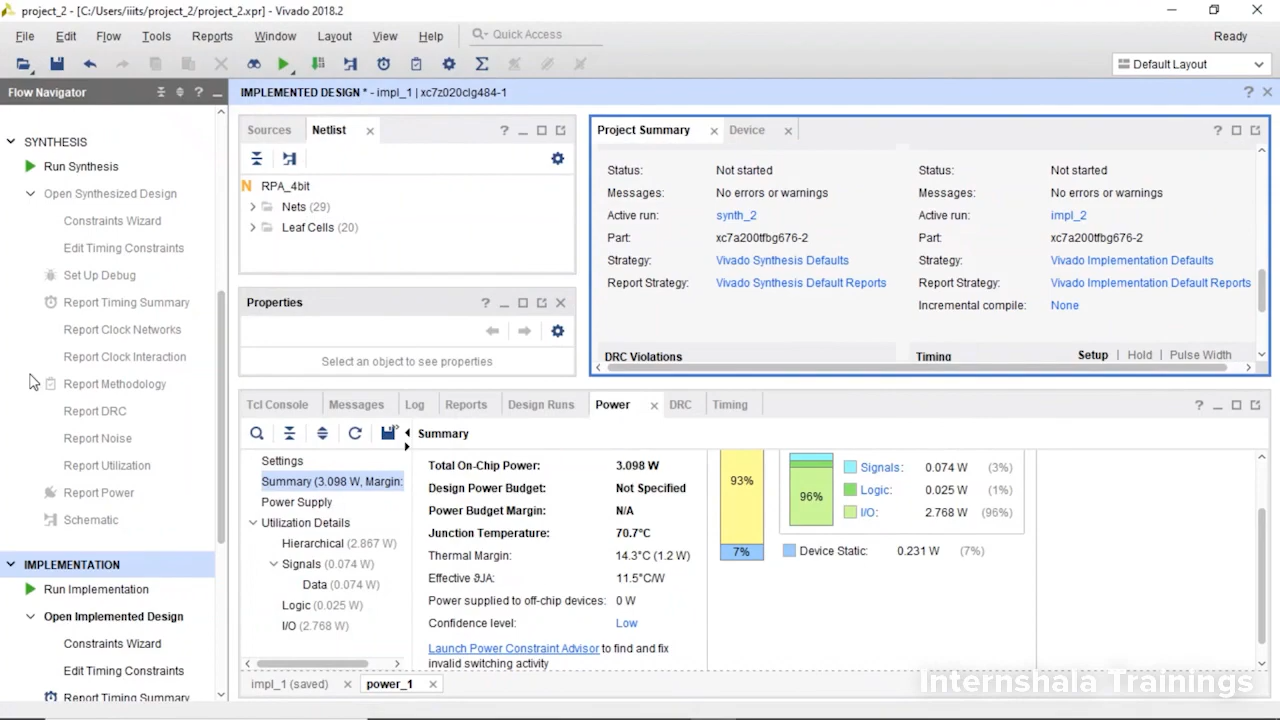 project_2 - [C:/Users/iiits/project_2/project_2.xpr] - Vivado 2018.2
File Edit Flow Tools Reports Window Layout View Help Quick Access Ready
Default Layout
Flow Navigator
IMPLEMENTED DESIGN * - impl_1 | xc7z020clg484-1
SYNTHESIS
Run Synthesis
Open Synthesized Design
Constraints Wizard
Edit Timing Constraints
Set Up Debug
Report Timing Summary
Report Clock Networks
Report Clock Interaction
Report Methodology
Report DRC
Report Noise
Report Utilization
Report Power
Schematic
IMPLEMENTATION
Run Implementation
Open Implemented Design
Constraints Wizard
Edit Timing Constraints
Report Timing Summary
Sources Netlist
N RPA_4bit
Nets (29)
Leaf Cells (20)
Properties
Select an object to see properties
Project Summary Device
Status: Not started
Messages: No errors or warnings
Active run: synth_2
Part: xc7a200tfbg676-2
Strategy: Vivado Synthesis Defaults
Report Strategy: Vivado Synthesis Default Reports
Status: Not started
Messages: No errors or warnings
Active run: impl_2
Part: xc7a200tfbg676-2
Strategy: Vivado Implementation Defaults
Report Strategy: Vivado Implementation Default Reports
Incremental compile: None
DRC Violations
Timing Setup | Hold | Pulse Width
Tcl Console Messages Log Reports Design Runs Power DRC Timing
Summary
Settings
Summary (3.098 W, Margin:
Power Supply
Utilization Details
Hierarchical (2.867 W)
Signals (0.074 W)
Data (0.074 W)
Logic (0.025 W)
I/O (2.768 W)
Total On-Chip Power: 3.098 W
Design Power Budget: Not Specified
Power Budget Margin: N/A
Junction Temperature: 70.7°C
Thermal Margin: 14.3°C (1.2 W)
Effective ϑJA: 11.5°C/W
Power supplied to off-chip devices: 0 W
Confidence level: Low
Launch Power Constraint Advisor to find and fix
invalid switching activity
93%
7%
96%
Signals: 0.074 W (3%)
Logic: 0.025 W (1%)
I/O: 2.768 W (96%)
Device Static: 0.231 W (7%)
impl_1 (saved) power_1
Internshala Trainings